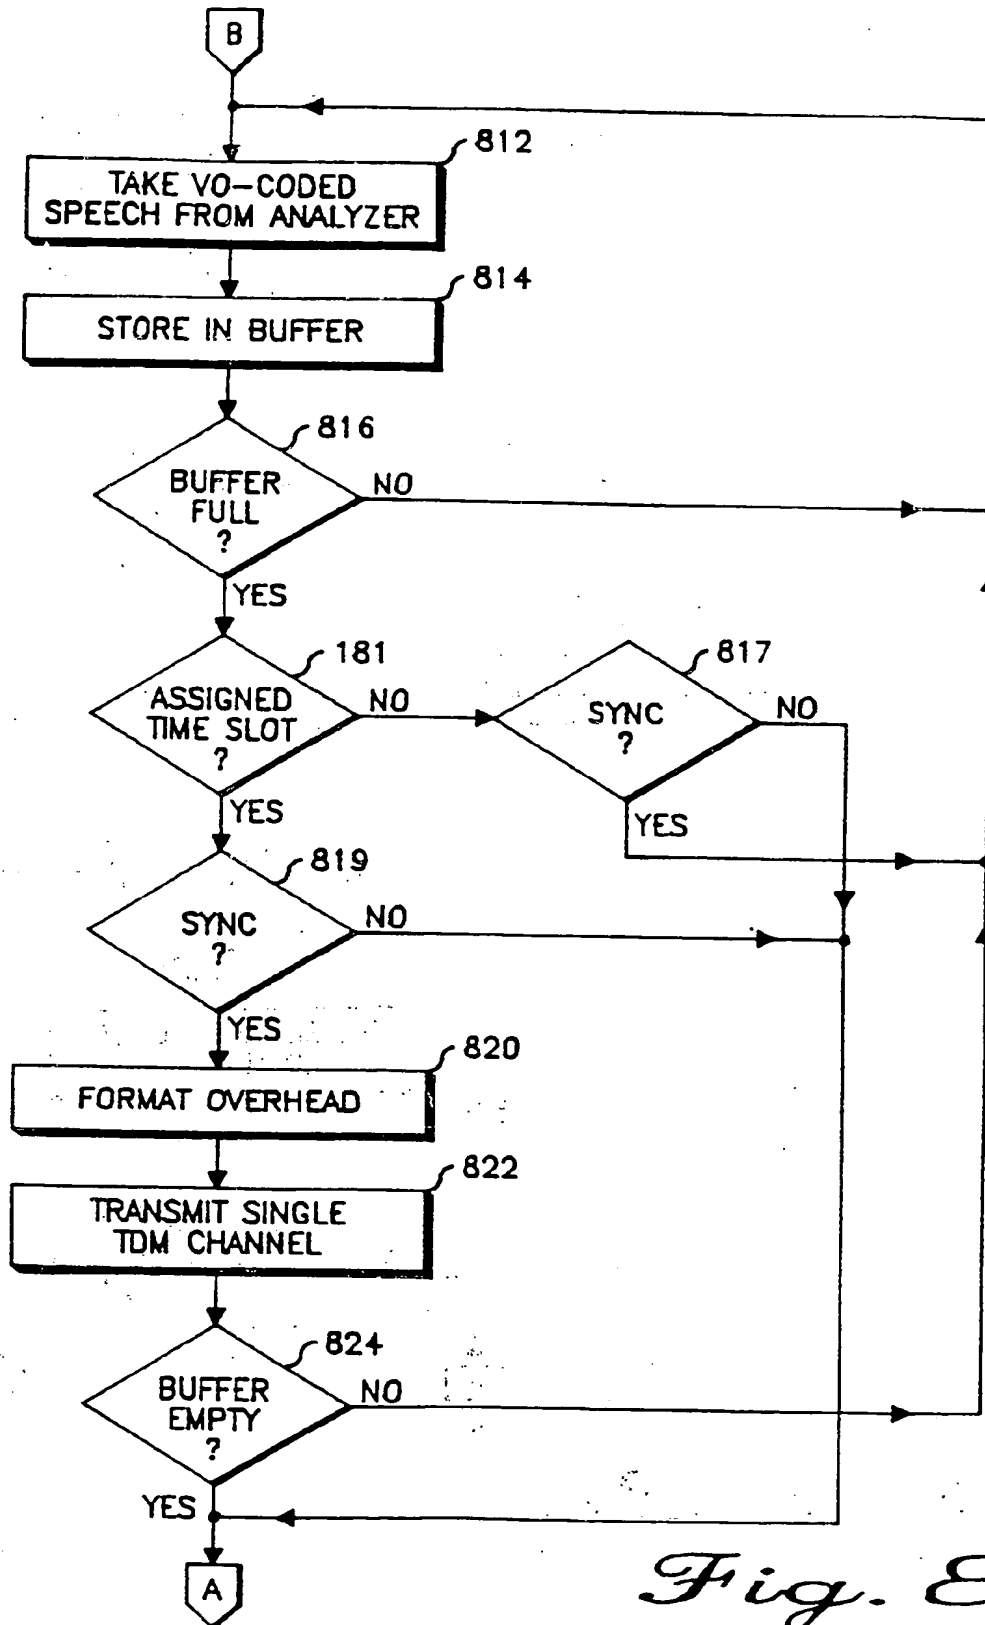 B
812
TAKE VO-CODED
SPEECH FROM ANALYZER
814
STORE IN BUFFER
816
BUFFER
FULL
?
NO
YES
181
ASSIGNED
TIME SLOT
?
NO
YES
817
SYNC
?
NO
YES
819
SYNC
?
NO
YES
820
FORMAT OVERHEAD
822
TRANSMIT SINGLE
TDM CHANNEL
824
BUFFER
EMPTY
?
NO
YES
A
Fig.